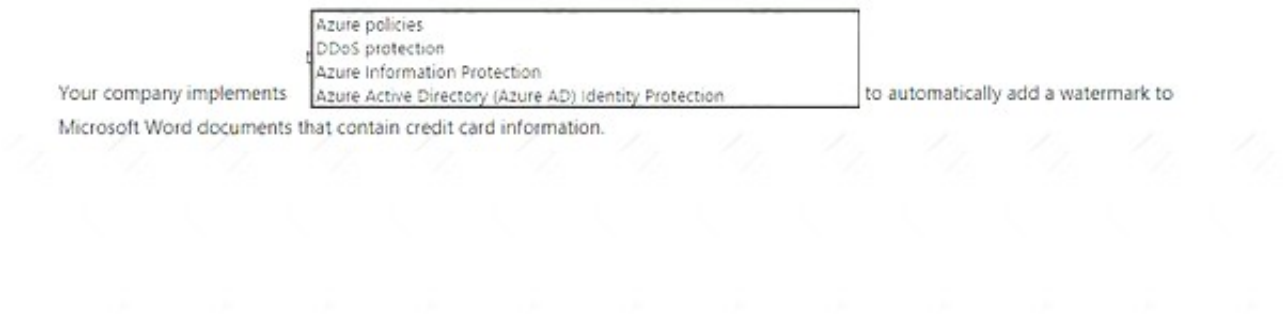 Azure policies
DDoS protection
Azure Information Protection
Azure Active Directory (Azure AD) Identity Protection
Your company implements to automatically add a watermark to
Microsoft Word documents that contain credit card information.